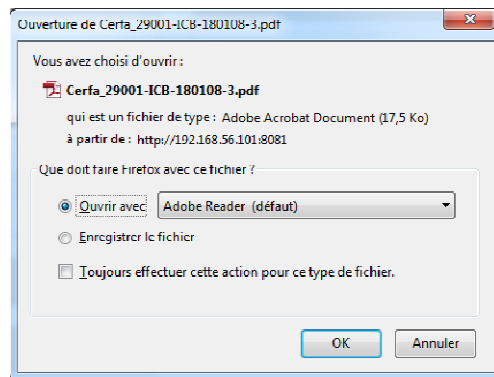 Ouverture de Cerfa_29001-ICB-180108-3.pdf
Vous avez choisi d'ouvrir :
Cerfa_29001-ICB-180108-3.pdf
qui est un fichier de type : Adobe Acrobat Document (17,5 Ko)
à partir de : http://192.168.56.101:8081
Que doit faire Firefox avec ce fichier ?
Ouvrir avec Adobe Reader (défaut)
Enregistrer le fichier
Toujours effectuer cette action pour ce type de fichier.
OK Annuler